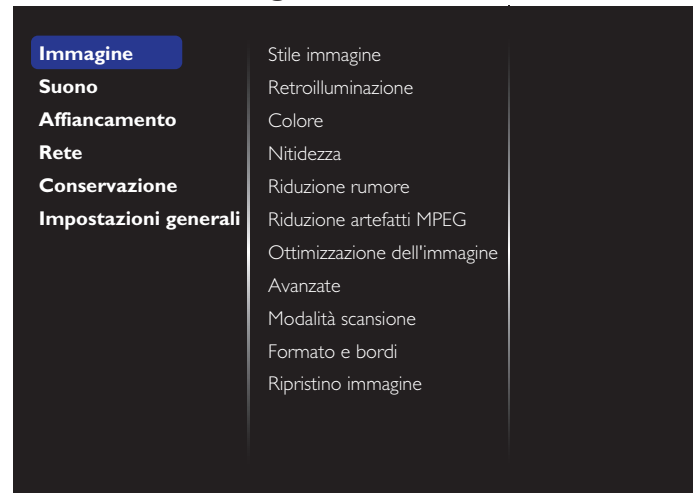 Immagine
Suono
Affiancamento
Rete
Conservazione
Impostazioni generali
Stile immagine
Retroilluminazione
Colore
Nitidezza
Riduzione rumore
Riduzione artefatti MPEG
Ottimizzazione dell'immagine
Avanzate
Modalità scansione
Formato e bordi
Ripristino immagine